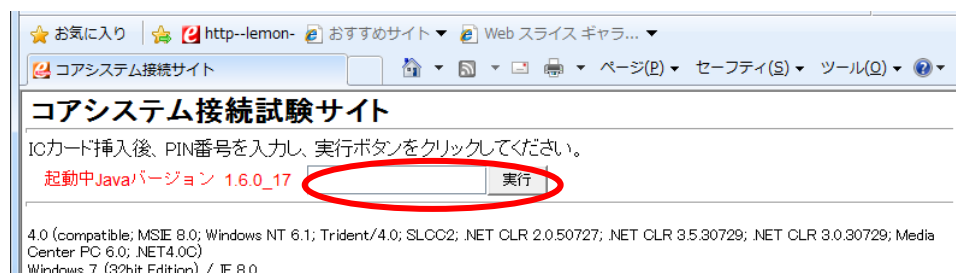 お気に入り http--lemon- おすすめサイト ▼ Web スライス ギャラ... ▼
コアシステム接続サイト ページ(P) ▼ セーフティ(S) ▼ ツール(O) ▼
コアシステム接続試験サイト
ICカード挿入後、PIN番号を入力し、実行ボタンをクリックしてください。
起動中Javaバージョン 1.6.0_17 実行
4.0 (compatible; MSIE 8.0; Windows NT 6.1; Trident/4.0; SLCC2; .NET CLR 2.0.50727; .NET CLR 3.5.30729; .NET CLR 3.0.30729; Media
Center PC 6.0; .NET4.0C)
Windows 7 (32bit Edition) / IE 8.0